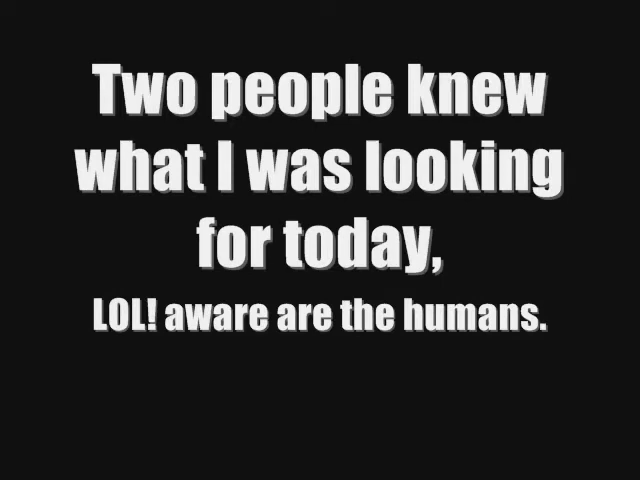 Two people knew
what I was looking
for today,
LOL! aware are the humans.